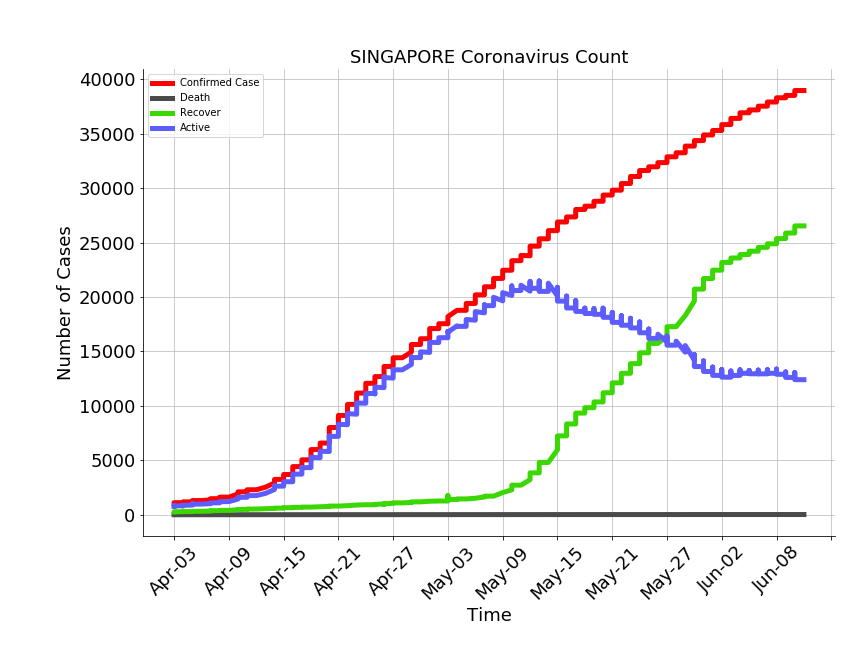 SINGAPORE Coronavirus Count
Confirmed Case
Death
Recover
Active
40000
35000
30000
25000
20000
15000
10000
5000
0
Number of Cases
Apr-03
Apr-09
Apr-15
Apr-21
Apr-27
May-03
May-09
May-15
May-21
May-27
Jun-02
Jun-08
Time